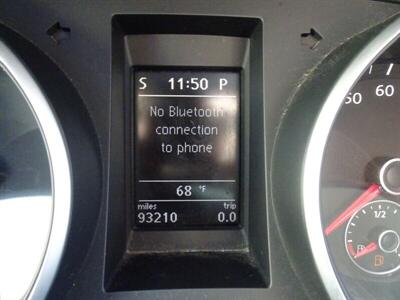 S 11:50 P
No Bluetooth
connection
to phone
68 °F
miles trip
93210 0.0
50 60
1/2